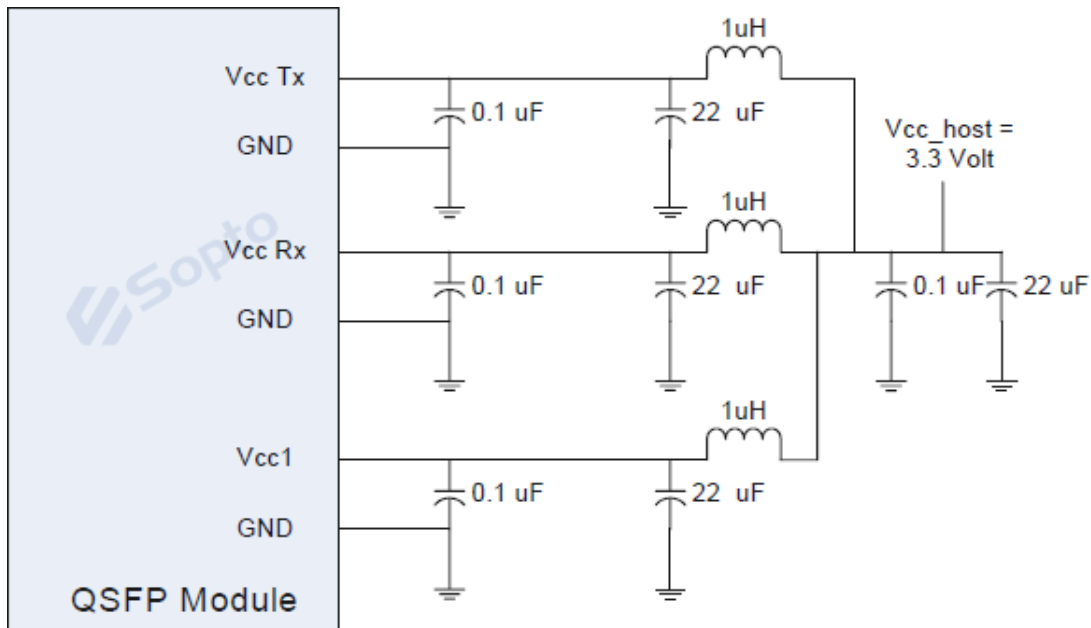 1uH
Vcc Tx
0.1 uF
22 uF
GND
Vcc_host =
3.3 Volt
1uH
Sopto
Vcc Rx
0.1 uF
22 uF
0.1 uF
22 uF
GND
1uH
Vcc1
0.1 uF
22 uF
GND
QSFP Module